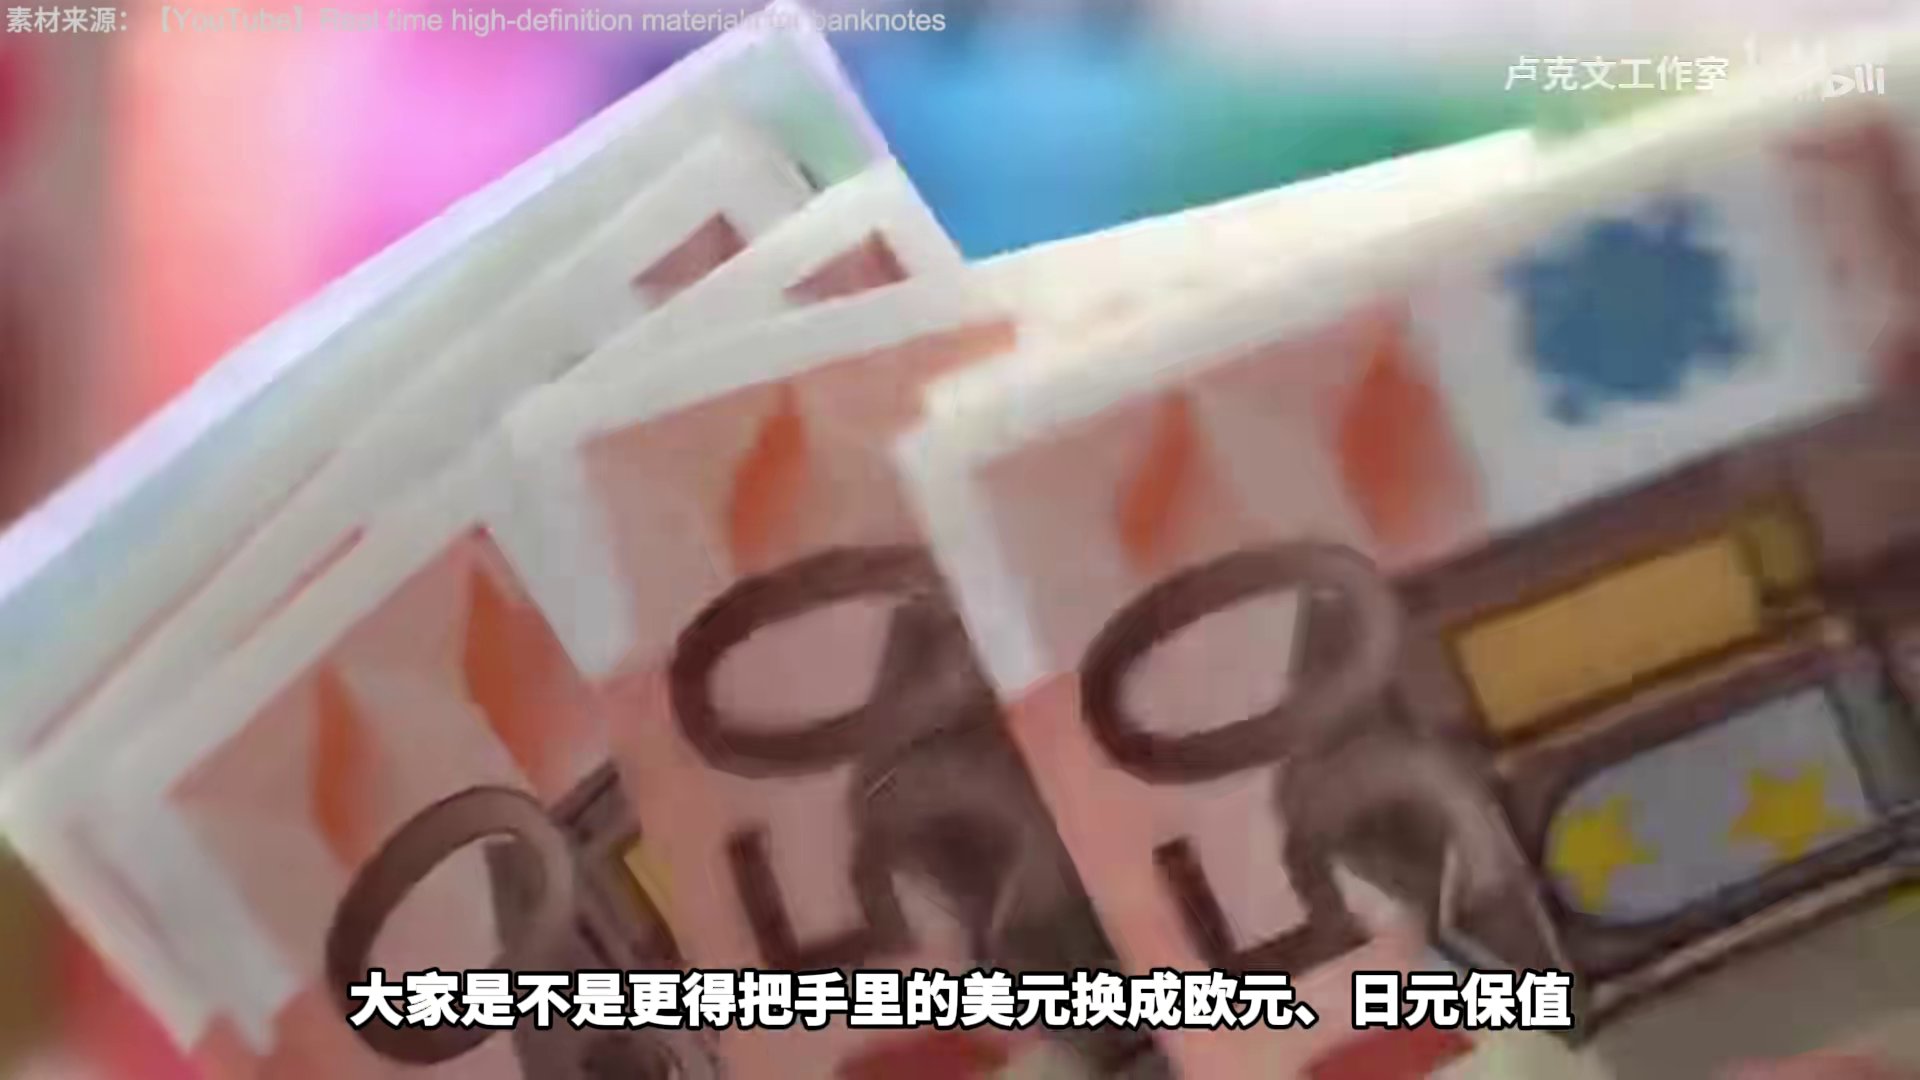 素材来源：【YouTube】Real time high-definition material for banknotes
卢克文工作室
大家是不是更得把手里的美元换成欧元、日元保值